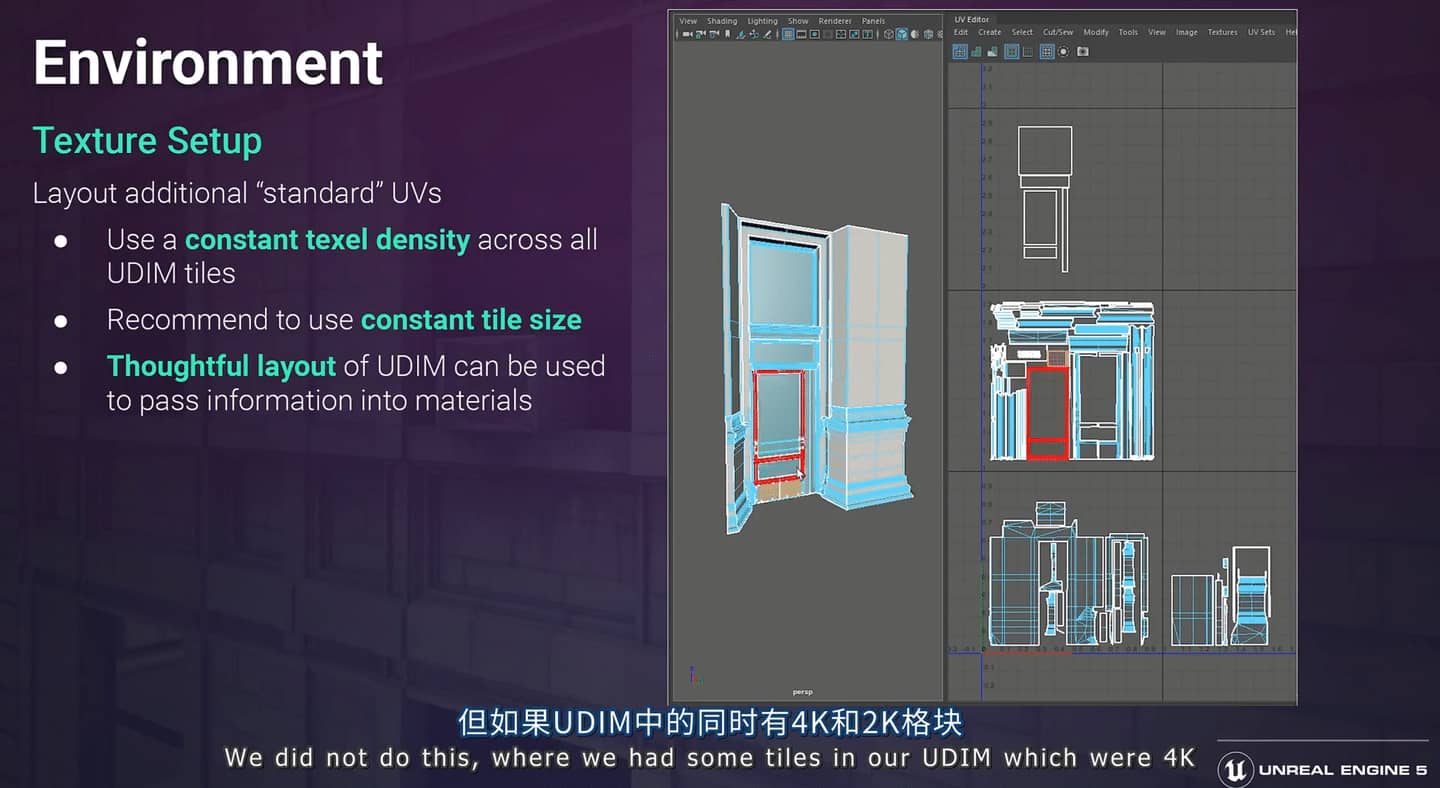 Environment
Texture Setup
Layout additional “standard” UVs
● Use a constant texel density across all
UDIM tiles
● Recommend to use constant tile size
● Thoughtful layout of UDIM can be used
to pass information into materials
View Shading Lighting Show Renderer Panels
persp
UV Editor
Edit Create Select Cut/Sew Modify Tools View Image Textures UV Sets Hel
但如果UDIM中的同时有4K和2K格块
We did not do this, where we had some tiles in our UDIM which were 4K
UNREAL ENGINE 5